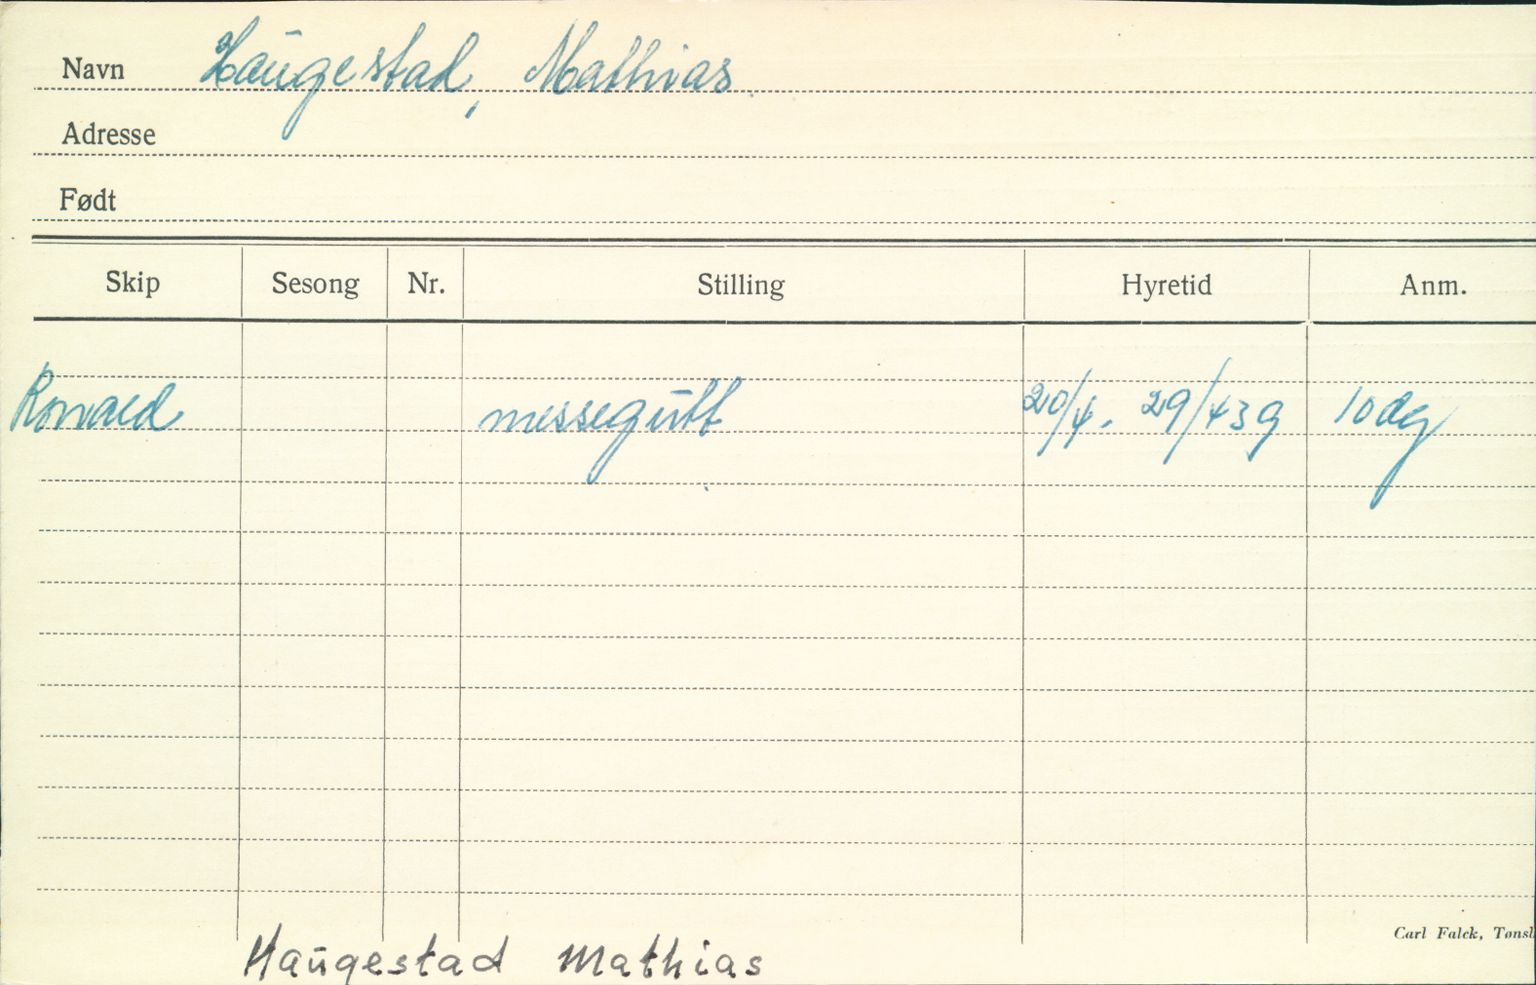 Navn Haugestad, Mathias
Adresse
Født
Skip Sesong Nr. Stilling Hyretid Anm.
Ronald messegutt 20/4. 29/4 39 10 dg
Carl Falck, Tønsb
Haugestad Mathias